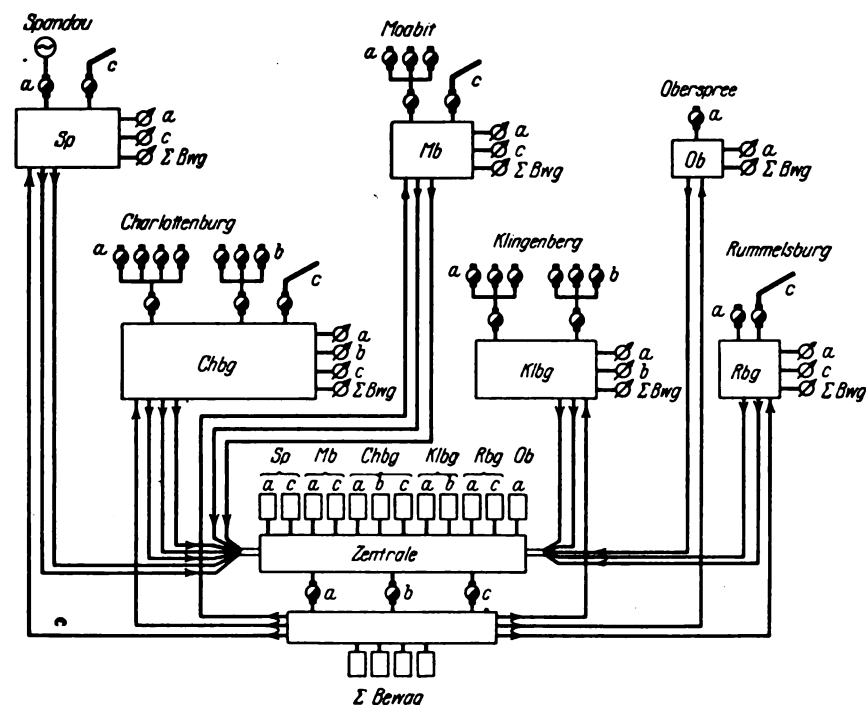 Spandau
a c
Sp
a
c
Σ Bwg
Moabit
a c
Mb
a
c
Σ Bwg
Oberspree
a
Ob
a
Σ Bwg
Charlottenburg
a b c
Chbg
a
b
c
Σ Bwg
Klingenberg
a b
Klbg
a
b
Σ Bwg
Rummelsburg
a c
Rbg
a
c
Σ Bwg
Sp Mb Chbg Klbg Rbg Ob
a c a c a b c a b a c a
Zentrale
a b c
Σ Bewag